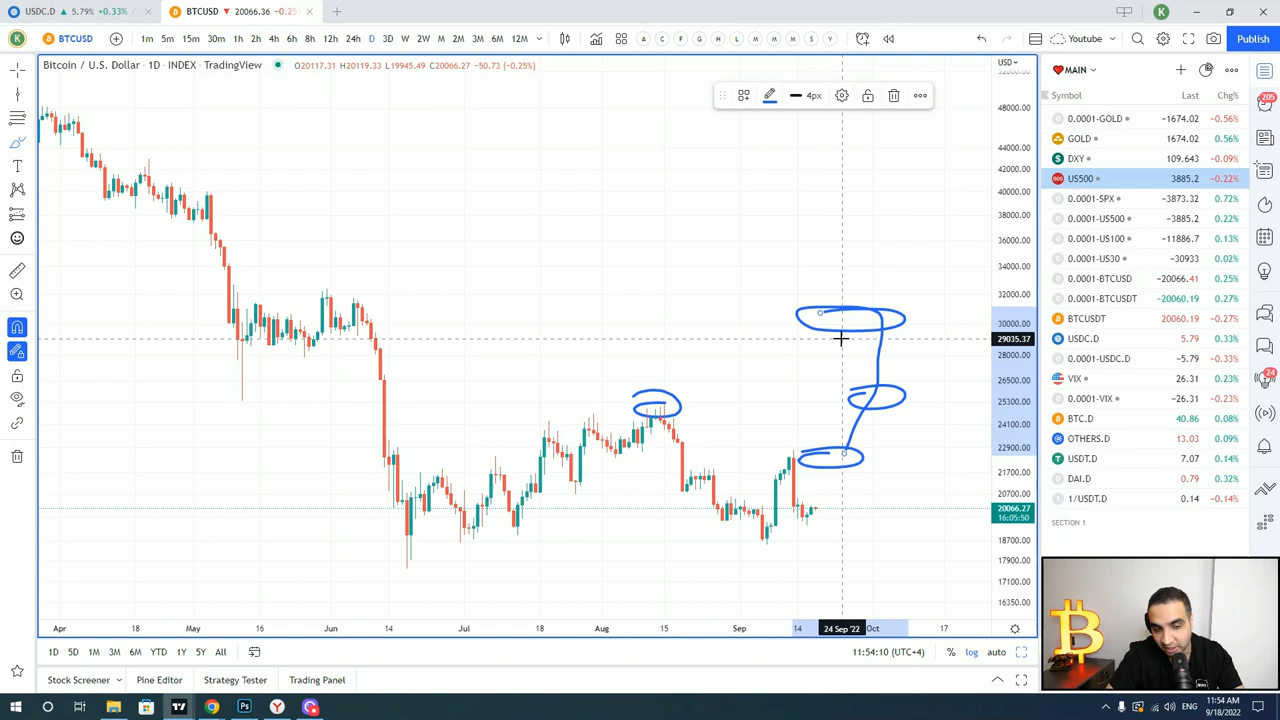 USDC.D 5.79% +0.33%
BTCUSD 20066.36 −0.25%
K
BTCUSD 1m 5m 15m 30m 1h 2h 4h 6h 8h 12h 24h D 3D W 2W M 2M 3M 6M 12M Youtube Publish
Bitcoin / U.S. Dollar · 1D · INDEX · TradingView O20117.31 H20119.33 L19945.49 C20066.27 −50.73 (−0.25%)
USD
4px
48000.00
44000.00
42000.00
40000.00
38000.00
36000.00
34000.00
32000.00
30000.00
29035.37
28000.00
26500.00
25300.00
24100.00
22900.00
21700.00
20700.00
20066.27
16:05:50
18700.00
17900.00
17100.00
16350.00
Apr 18 May 16 Jun 14 Jul 18 Aug 15 Sep 14 24 Sep '22 Oct 17
1D 5D 1M 3M 6M YTD 1Y 5Y All 11:54:10 (UTC+4) % log auto
Stock Screener Pine Editor Strategy Tester Trading Panel
MAIN
Symbol Last Chg%
0.0001-GOLD −1674.02 −0.56%
GOLD 1674.02 0.56%
DXY 109.643 −0.09%
US500 3885.2 −0.22%
0.0001-SPX −3873.32 0.72%
0.0001-US500 −3885.2 0.22%
0.0001-US100 −11886.7 0.13%
0.0001-US30 −30933 0.02%
0.0001-BTCUSD −20066.41 0.25%
0.0001-BTCUSDT −20060.19 0.27%
BTCUSDT 20060.19 −0.27%
USDC.D 5.79 0.33%
0.0001-USDC.D −5.79 −0.33%
VIX 26.31 0.23%
0.0001-VIX −26.31 −0.23%
BTC.D 40.86 0.08%
OTHERS.D 13.03 0.09%
USDT.D 7.07 0.14%
DAI.D 0.79 0.32%
1/USDT.D 0.14 −0.14%
SECTION 1
205
24
ENG
11:54 AM
9/18/2022